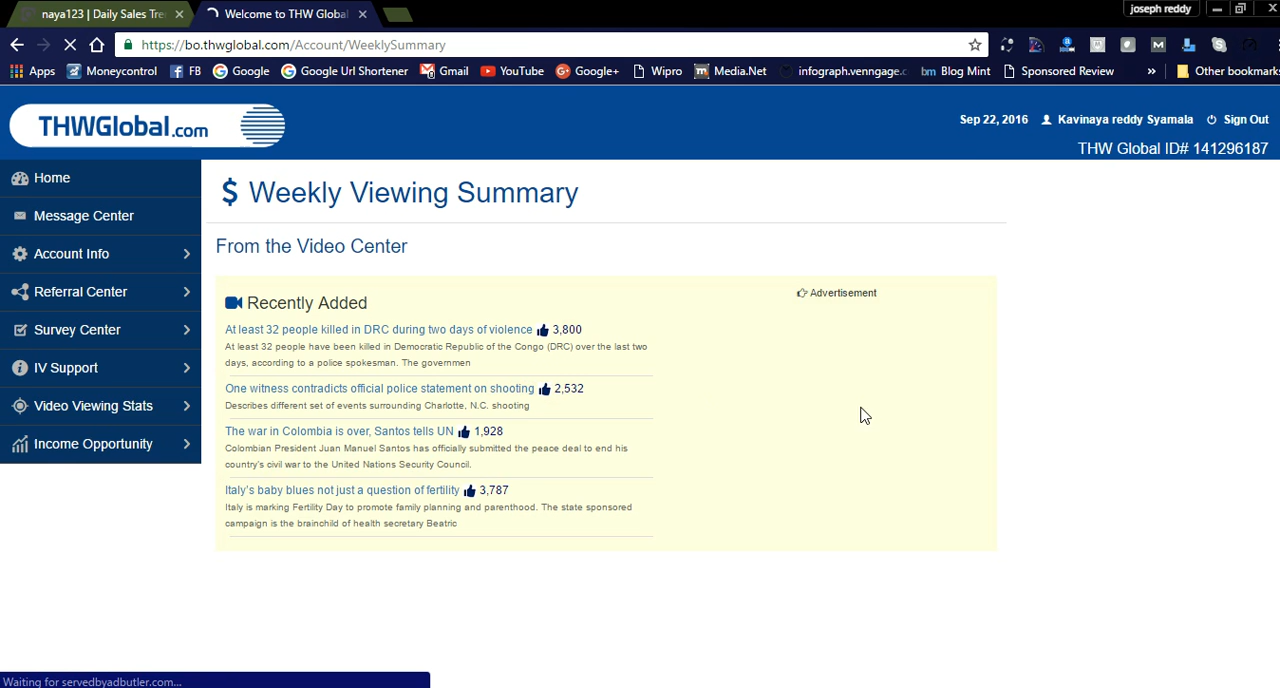 naya123 | Daily Sales Tre
Welcome to THW Global
joseph reddy
https://bo.thwglobal.com/Account/WeeklySummary
Apps Moneycontrol FB Google Google Url Shortener Gmail YouTube Google+ Wipro Media.Net infograph.venngage.c bm Blog Mint Sponsored Review » Other bookmarks
THWGlobal.com
Sep 22, 2016 Kavinaya reddy Syamala Sign Out
THW Global ID# 141296187
Home
Message Center
Account Info
Referral Center
Survey Center
IV Support
Video Viewing Stats
Income Opportunity
$ Weekly Viewing Summary
From the Video Center
Recently Added
Advertisement
At least 32 people killed in DRC during two days of violence 3,800
At least 32 people have been killed in Democratic Republic of the Congo (DRC) over the last two
days, according to a police spokesman. The governmen
One witness contradicts official police statement on shooting 2,532
Describes different set of events surrounding Charlotte, N.C. shooting
The war in Colombia is over, Santos tells UN 1,928
Colombian President Juan Manuel Santos has officially submitted the peace deal to end his
country's civil war to the United Nations Security Council.
Italy's baby blues not just a question of fertility 3,787
Italy is marking Fertility Day to promote family planning and parenthood. The state sponsored
campaign is the brainchild of health secretary Beatric
Waiting for servedbyadbutler.com...